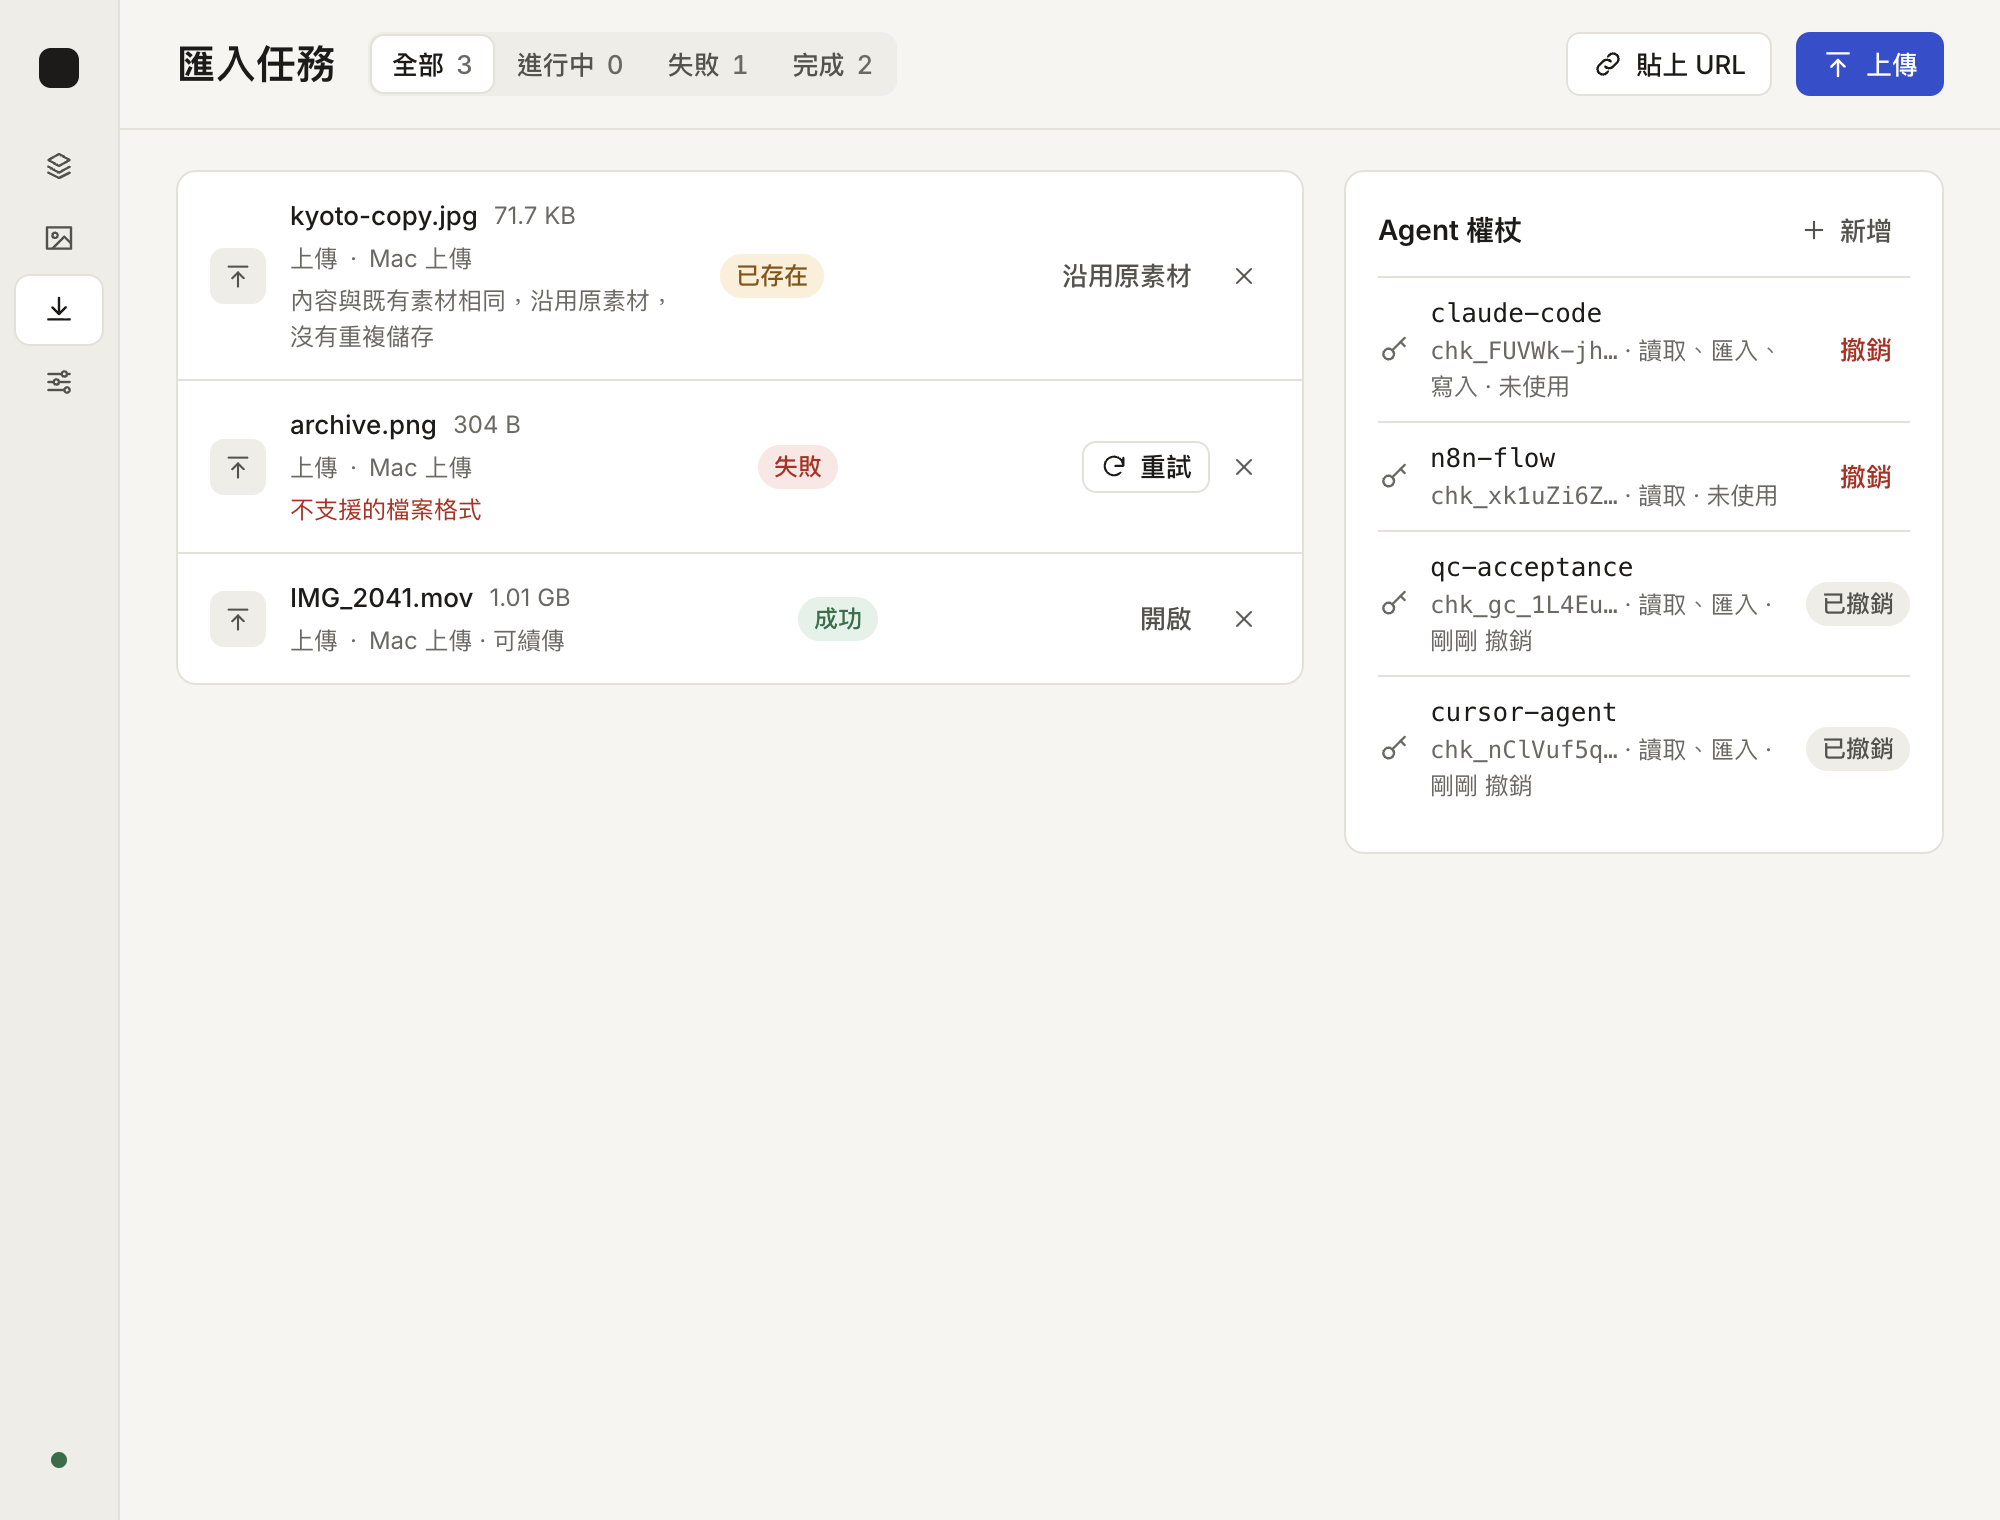 匯入任務
全部 3
進行中 0
失敗 1
完成 2
貼上 URL
上傳
kyoto-copy.jpg 71.7 KB
上傳 · Mac 上傳
內容與既有素材相同，沿用原素材，
沒有重複儲存
已存在
沿用原素材
archive.png 304 B
上傳 · Mac 上傳
不支援的檔案格式
失敗
重試
IMG_2041.mov 1.01 GB
上傳 · Mac 上傳 · 可續傳
成功
開啟
Agent 權杖
新增
claude-code
chk_FUVWk-jh… · 讀取、匯入、
寫入 · 未使用
撤銷
n8n-flow
chk_xk1uZi6Z… · 讀取 · 未使用
撤銷
qc-acceptance
chk_gc_1L4Eu… · 讀取、匯入 ·
剛剛 撤銷
已撤銷
cursor-agent
chk_nClVuf5q… · 讀取、匯入 ·
剛剛 撤銷
已撤銷